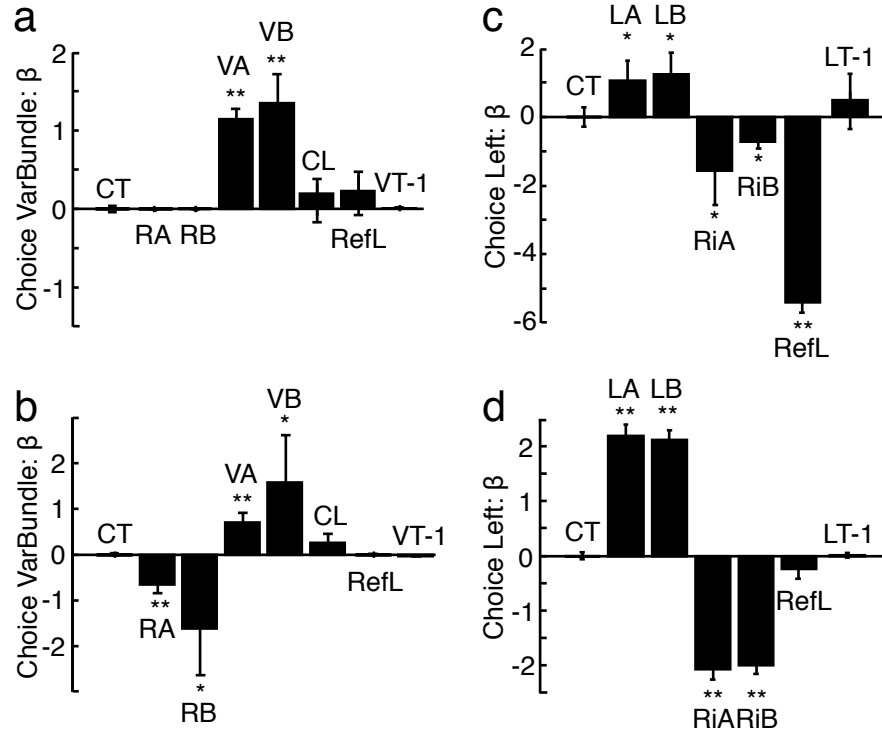 a
Choice VarBundle: β
2
1
0
-1
CT
RA
RB
VA
**
VB
**
CL
RefL
VT-1
b
Choice VarBundle: β
2
1
0
-1
-2
CT
**
RA
*
RB
VA
**
VB
*
CL
RefL
VT-1
c
Choice Left: β
2
0
-2
-4
-6
CT
LA
*
LB
*
*
RiA
*
RiB
**
RefL
LT-1
d
Choice Left: β
2
1
0
-1
-2
CT
LA
**
LB
**
**
RiA
**
RiB
RefL
LT-1